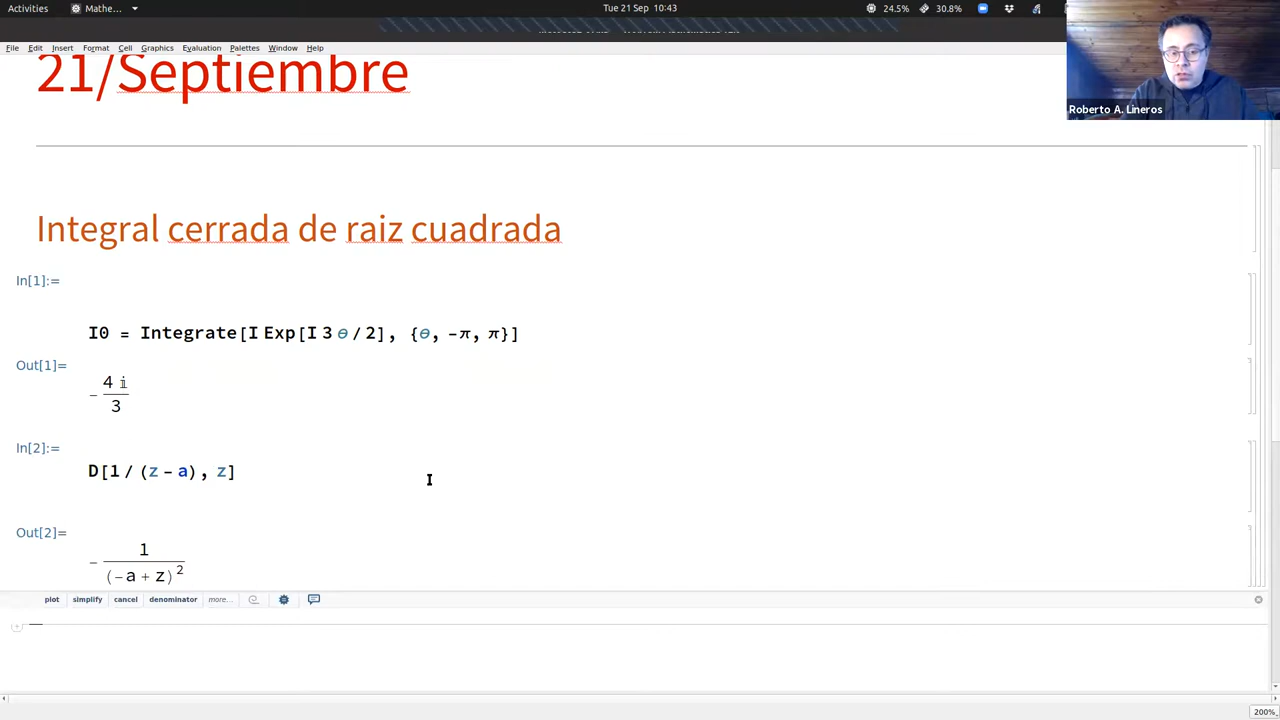 Activities Mathe... Tue 21 Sep 10:43 24.5% 30.8%
File Edit Insert Format Cell Graphics Evaluation Palettes Window Help
21/Septiembre
Roberto A. Lineros
Integral cerrada de raiz cuadrada
In[1]:=
I0 = Integrate[I Exp[I 3 θ / 2], {θ, -π, π}]
Out[1]=
- 4 i / 3
In[2]:=
D[1 / (z - a), z]
Out[2]=
- 1 / (-a + z)^2
plot simplify cancel denominator more...
200%